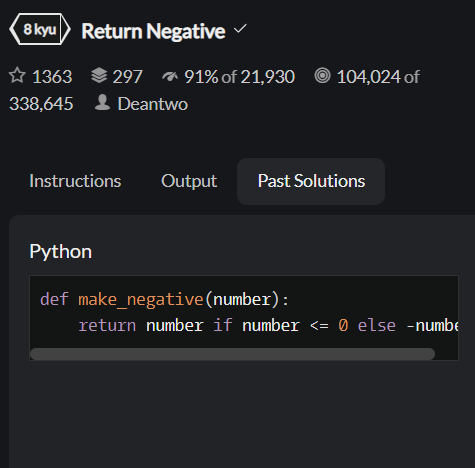 8 kyu Return Negative
1363 297 91% of 21,930 104,024 of
338,645 Deantwo
Instructions Output Past Solutions
Python
def make_negative(number):
return number if number <= 0 else -numbe